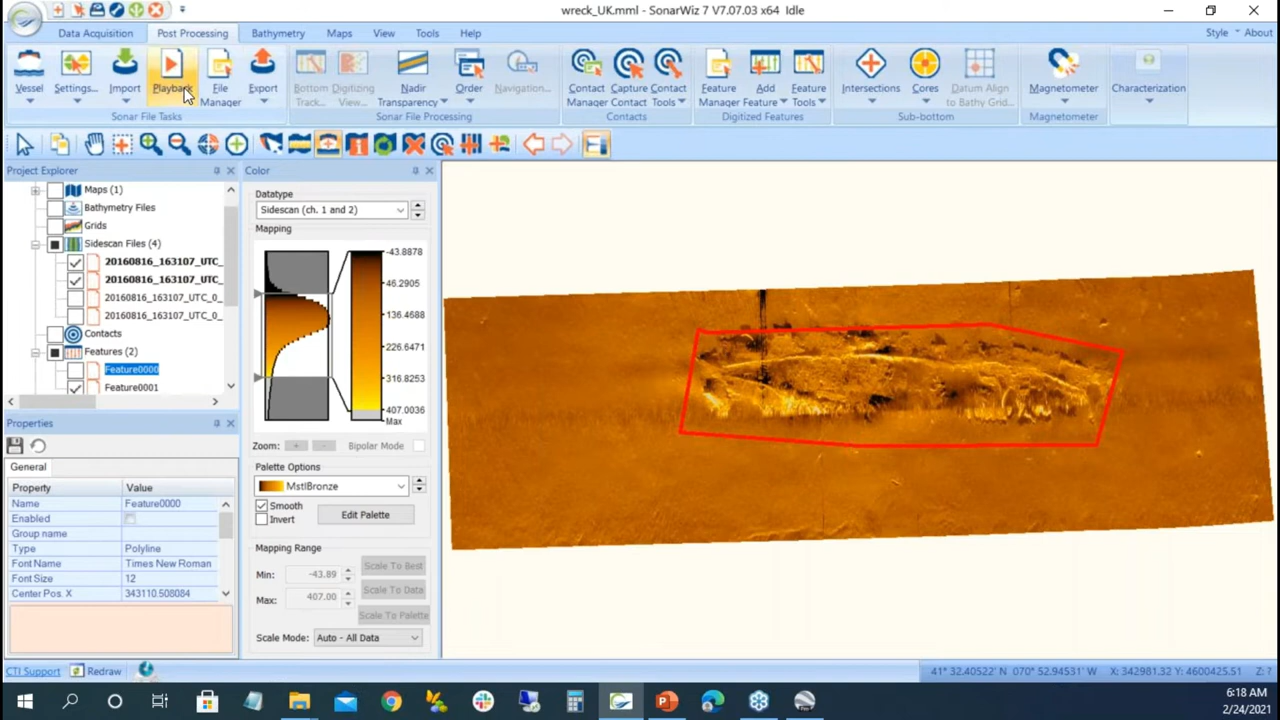 wreck_UK.mml - SonarWiz 7 V7.07.03 x64 Idle
Data Acquisition Post Processing Bathymetry Maps View Tools Help Style About
Vessel Settings... Import Playback File Manager Export Bottom Track... Digitizing View... Nadir Transparency Order Navigation... Contact Manager Capture Contact Contact Tools Feature Manager Add Feature Feature Tools Intersections Cores Datum Align to Bathy Grid... Magnetometer Characterization
Sonar File Tasks Sonar File Processing Contacts Digitized Features Sub-bottom Magnetometer
Project Explorer
Maps (1)
Bathymetry Files
Grids
Sidescan Files (4)
20160816_163107_UTC_
20160816_163107_UTC_
20160816_163107_UTC_0_
20160816_163107_UTC_0_
Contacts
Features (2)
Feature0000
Feature0001
Properties
General
Property Value
Name Feature0000
Enabled
Group name
Type Polyline
Font Name Times New Roman
Font Size 12
Center Pos. X 343110.508084
Color
Datatype
Sidescan (ch. 1 and 2)
Mapping
-43.8878
46.2905
136.4688
226.6471
316.8253
407.0036
Max
Zoom: + - Bipolar Mode
Palette Options
MstlBronze
Smooth
Invert
Edit Palette
Mapping Range
Min: -43.89 Scale To Best
Scale To Data
Max: 407.00
Scale To Palette
Scale Mode: Auto - All Data
CTI Support Redraw
41° 32.40522' N 070° 52.94531' W X: 342981.32 Y: 4600425.51 Z: ?
6:18 AM
2/24/2021